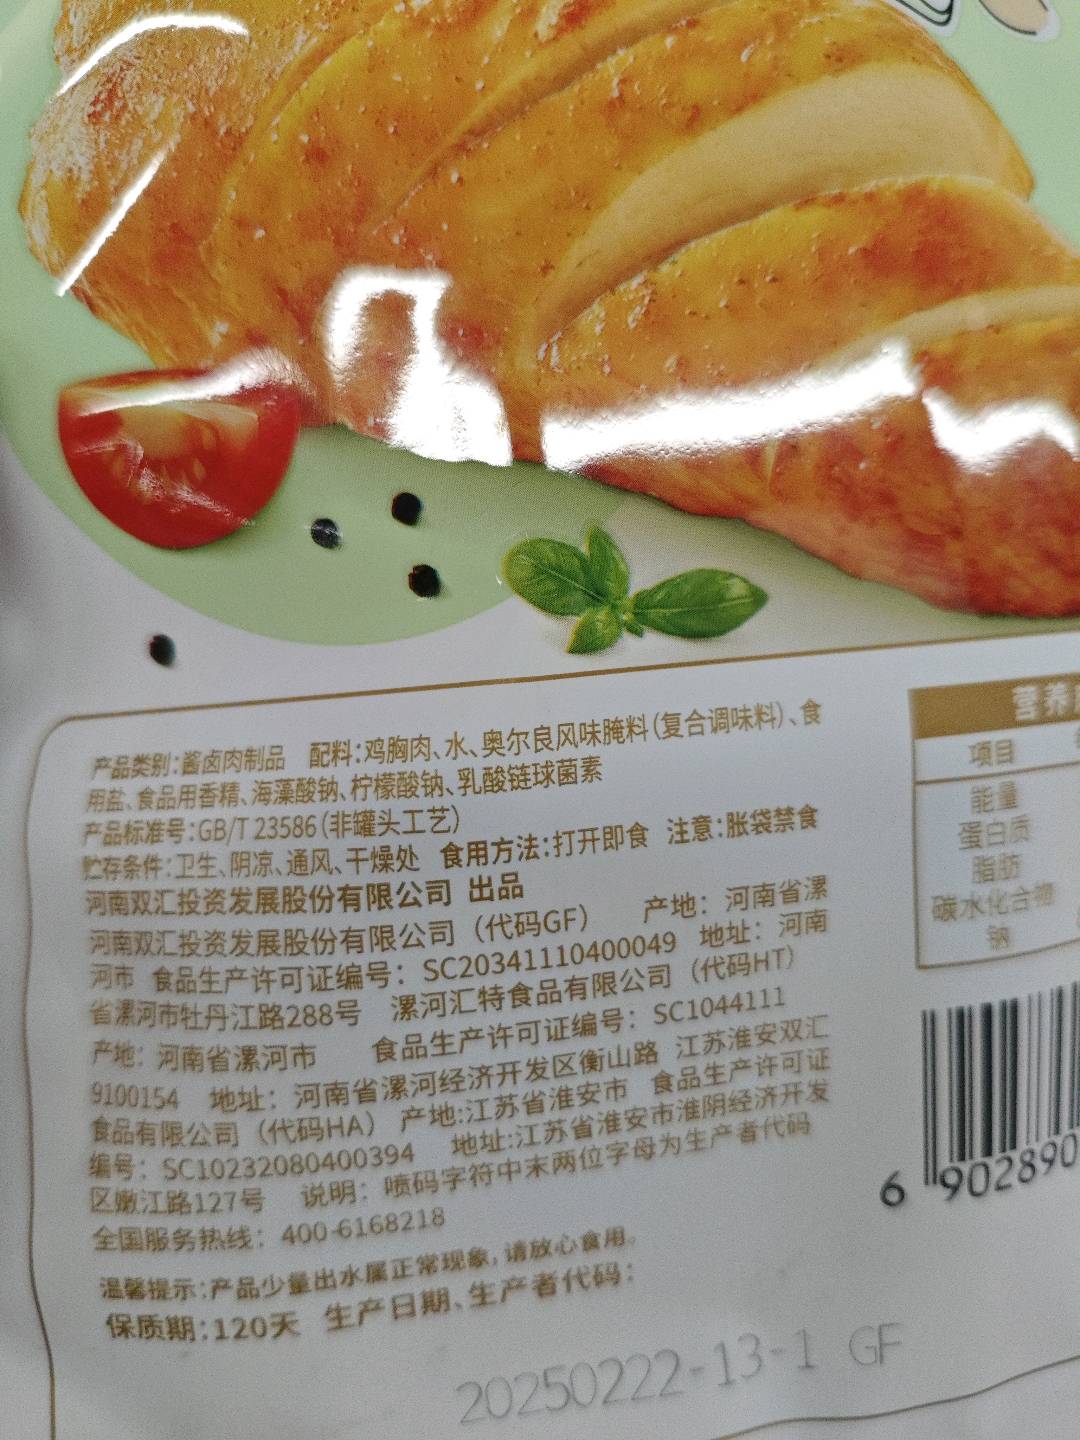 产品类别:酱卤肉制品 配料:鸡胸肉、水、奥尔良风味腌料(复合调味料)、食
用盐、食品用香精、海藻酸钠、柠檬酸钠、乳酸链球菌素
产品标准号:GB/T 23586(非罐头工艺)
贮存条件:卫生、阴凉、通风、干燥处 食用方法:打开即食 注意:胀袋禁食
河南双汇投资发展股份有限公司 出品
河南双汇投资发展股份有限公司（代码GF） 产地：河南省漯
河市 食品生产许可证编号：SC20341110400049 地址：河南
省漯河市牡丹江路288号 漯河汇特食品有限公司（代码HT）
产地：河南省漯河市 食品生产许可证编号：SC1044111
9100154 地址：河南省漯河经济开发区衡山路 江苏淮安双汇
食品有限公司（代码HA） 产地:江苏省淮安市 食品生产许可证
编号：SC10232080400394 地址:江苏省淮安市淮阴经济开发
区嫩江路127号 说明：喷码字符中末两位字母为生产者代码
全国服务热线：400-6168218
温馨提示:产品少量出水属正常现象,请放心食用。
保质期:120天 生产日期、生产者代码:
20250222-13-1 GF
营养
项目
能量
蛋白质
脂肪
碳水化合物
钠
6 902890